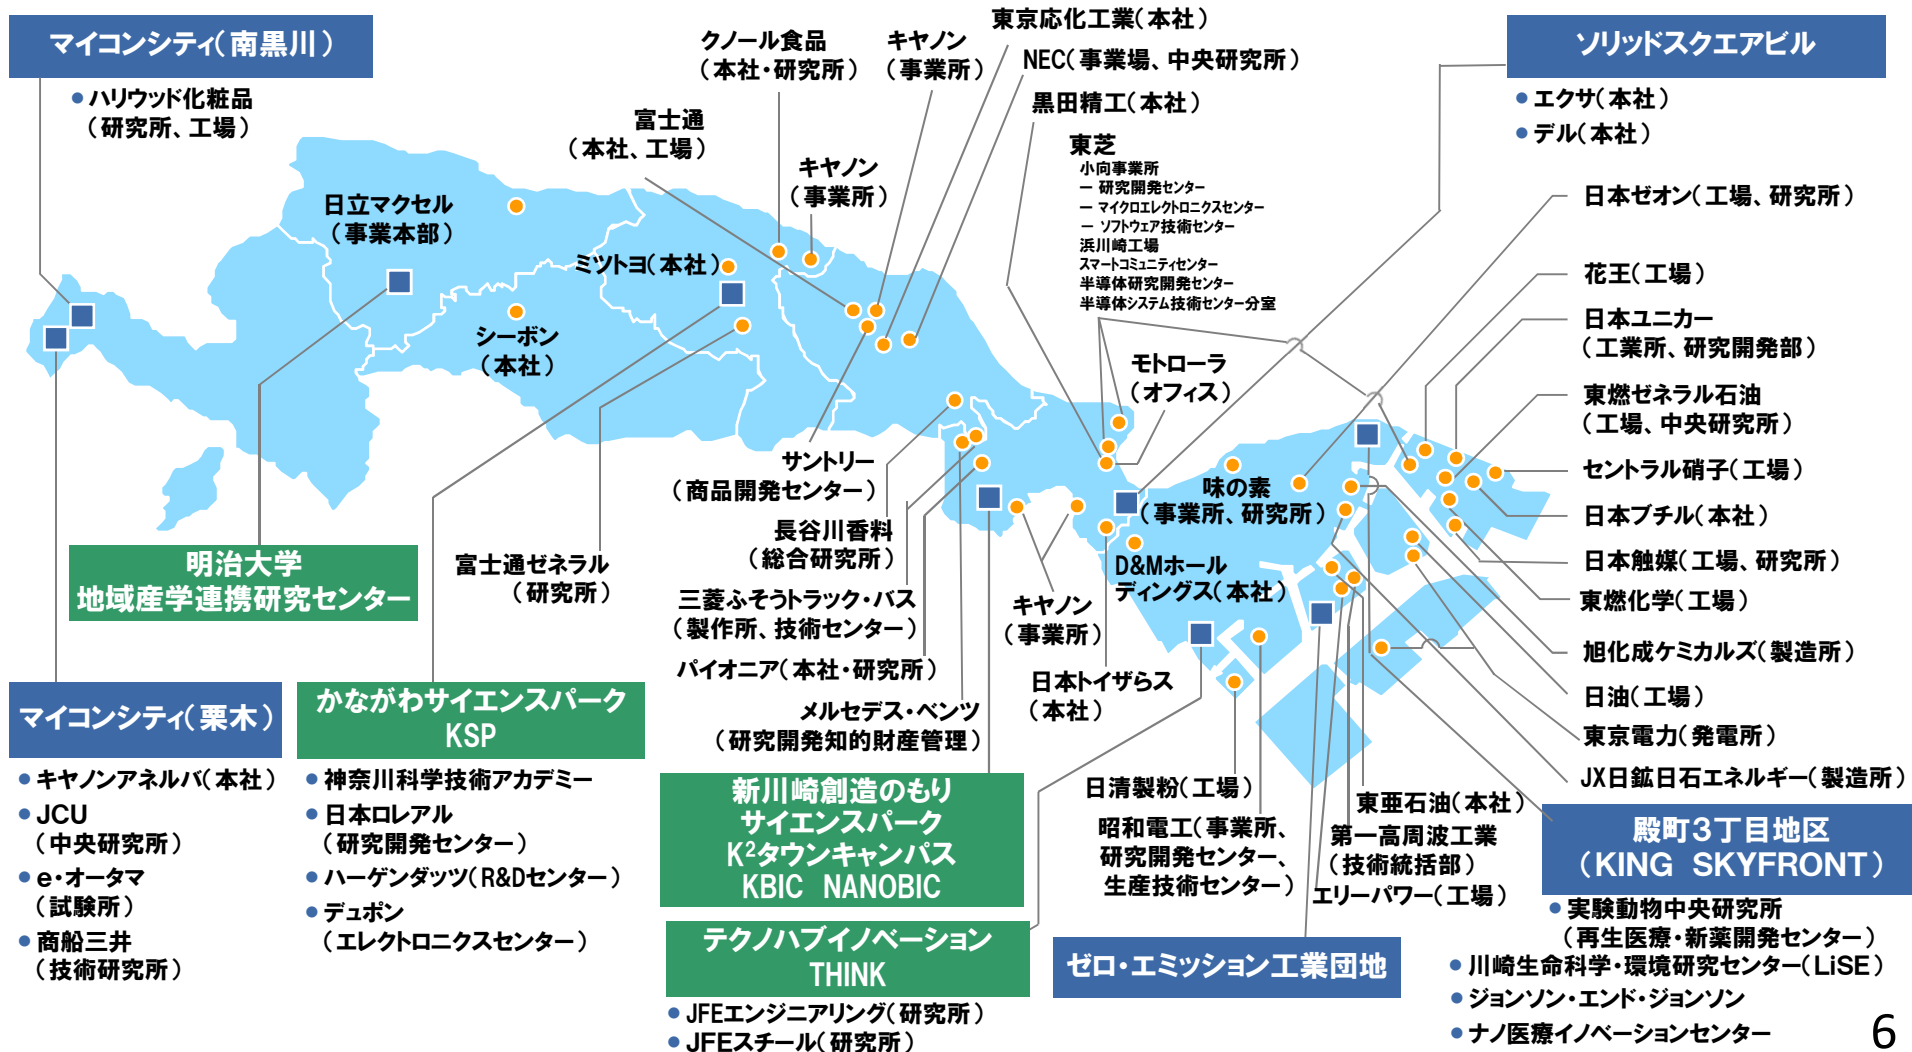 マイコンシティ(南黒川)
●ハリウッド化粧品
(研究所、工場)
クノール食品
(本社・研究所)
キヤノン
(事業所)
東京応化工業(本社)
NEC(事業場、中央研究所)
黒田精工(本社)
富士通
(本社、工場)
キヤノン
(事業所)
東芝
小向事業所
－ 研究開発センター
－ マイクロエレクトロニクスセンター
－ ソフトウェア技術センター
浜川崎工場
スマートコミュニティセンター
半導体研究開発センター
半導体システム技術センター分室
ソリッドスクエアビル
●エクサ(本社)
●デル(本社)
日立マクセル
(事業本部)
ミツトヨ(本社)
シーボン
(本社)
モトローラ
(オフィス)
日本ゼオン(工場、研究所)
花王(工場)
日本ユニカー
(工業所、研究開発部)
東燃ゼネラル石油
(工場、中央研究所)
セントラル硝子(工場)
日本ブチル(本社)
日本触媒(工場、研究所)
東燃化学(工場)
旭化成ケミカルズ(製造所)
日油(工場)
東京電力(発電所)
JX日鉱日石エネルギー(製造所)
サントリー
(商品開発センター)
長谷川香料
(総合研究所)
三菱ふそうトラック・バス
(製作所、技術センター)
パイオニア(本社・研究所)
メルセデス・ベンツ
(研究開発知的財産管理)
味の素
(事業所、研究所)
D&Mホール
ディングス(本社)
キヤノン
(事業所)
日本トイザらス
(本社)
明治大学
地域産学連携研究センター
富士通ゼネラル
(研究所)
マイコンシティ(栗木)
●キヤノンアネルバ(本社)
●JCU
(中央研究所)
●e・オータマ
(試験所)
●商船三井
(技術研究所)
かながわサイエンスパーク
KSP
●神奈川科学技術アカデミー
●日本ロレアル
(研究開発センター)
●ハーゲンダッツ(R&Dセンター)
●デュポン
(エレクトロニクスセンター)
新川崎創造のもり
サイエンスパーク
K²タウンキャンパス
KBIC NANOBIC
テクノハブイノベーション
THINK
●JFEエンジニアリング(研究所)
●JFEスチール(研究所)
日清製粉(工場)
昭和電工(事業所、
研究開発センター、
生産技術センター)
東亜石油(本社)
第一高周波工業
(技術統括部)
エリーパワー(工場)
ゼロ・エミッション工業団地
殿町3丁目地区
(KING SKYFRONT)
●実験動物中央研究所
(再生医療・新薬開発センター)
●川崎生命科学・環境研究センター(LiSE)
●ジョンソン・エンド・ジョンソン
●ナノ医療イノベーションセンター
6